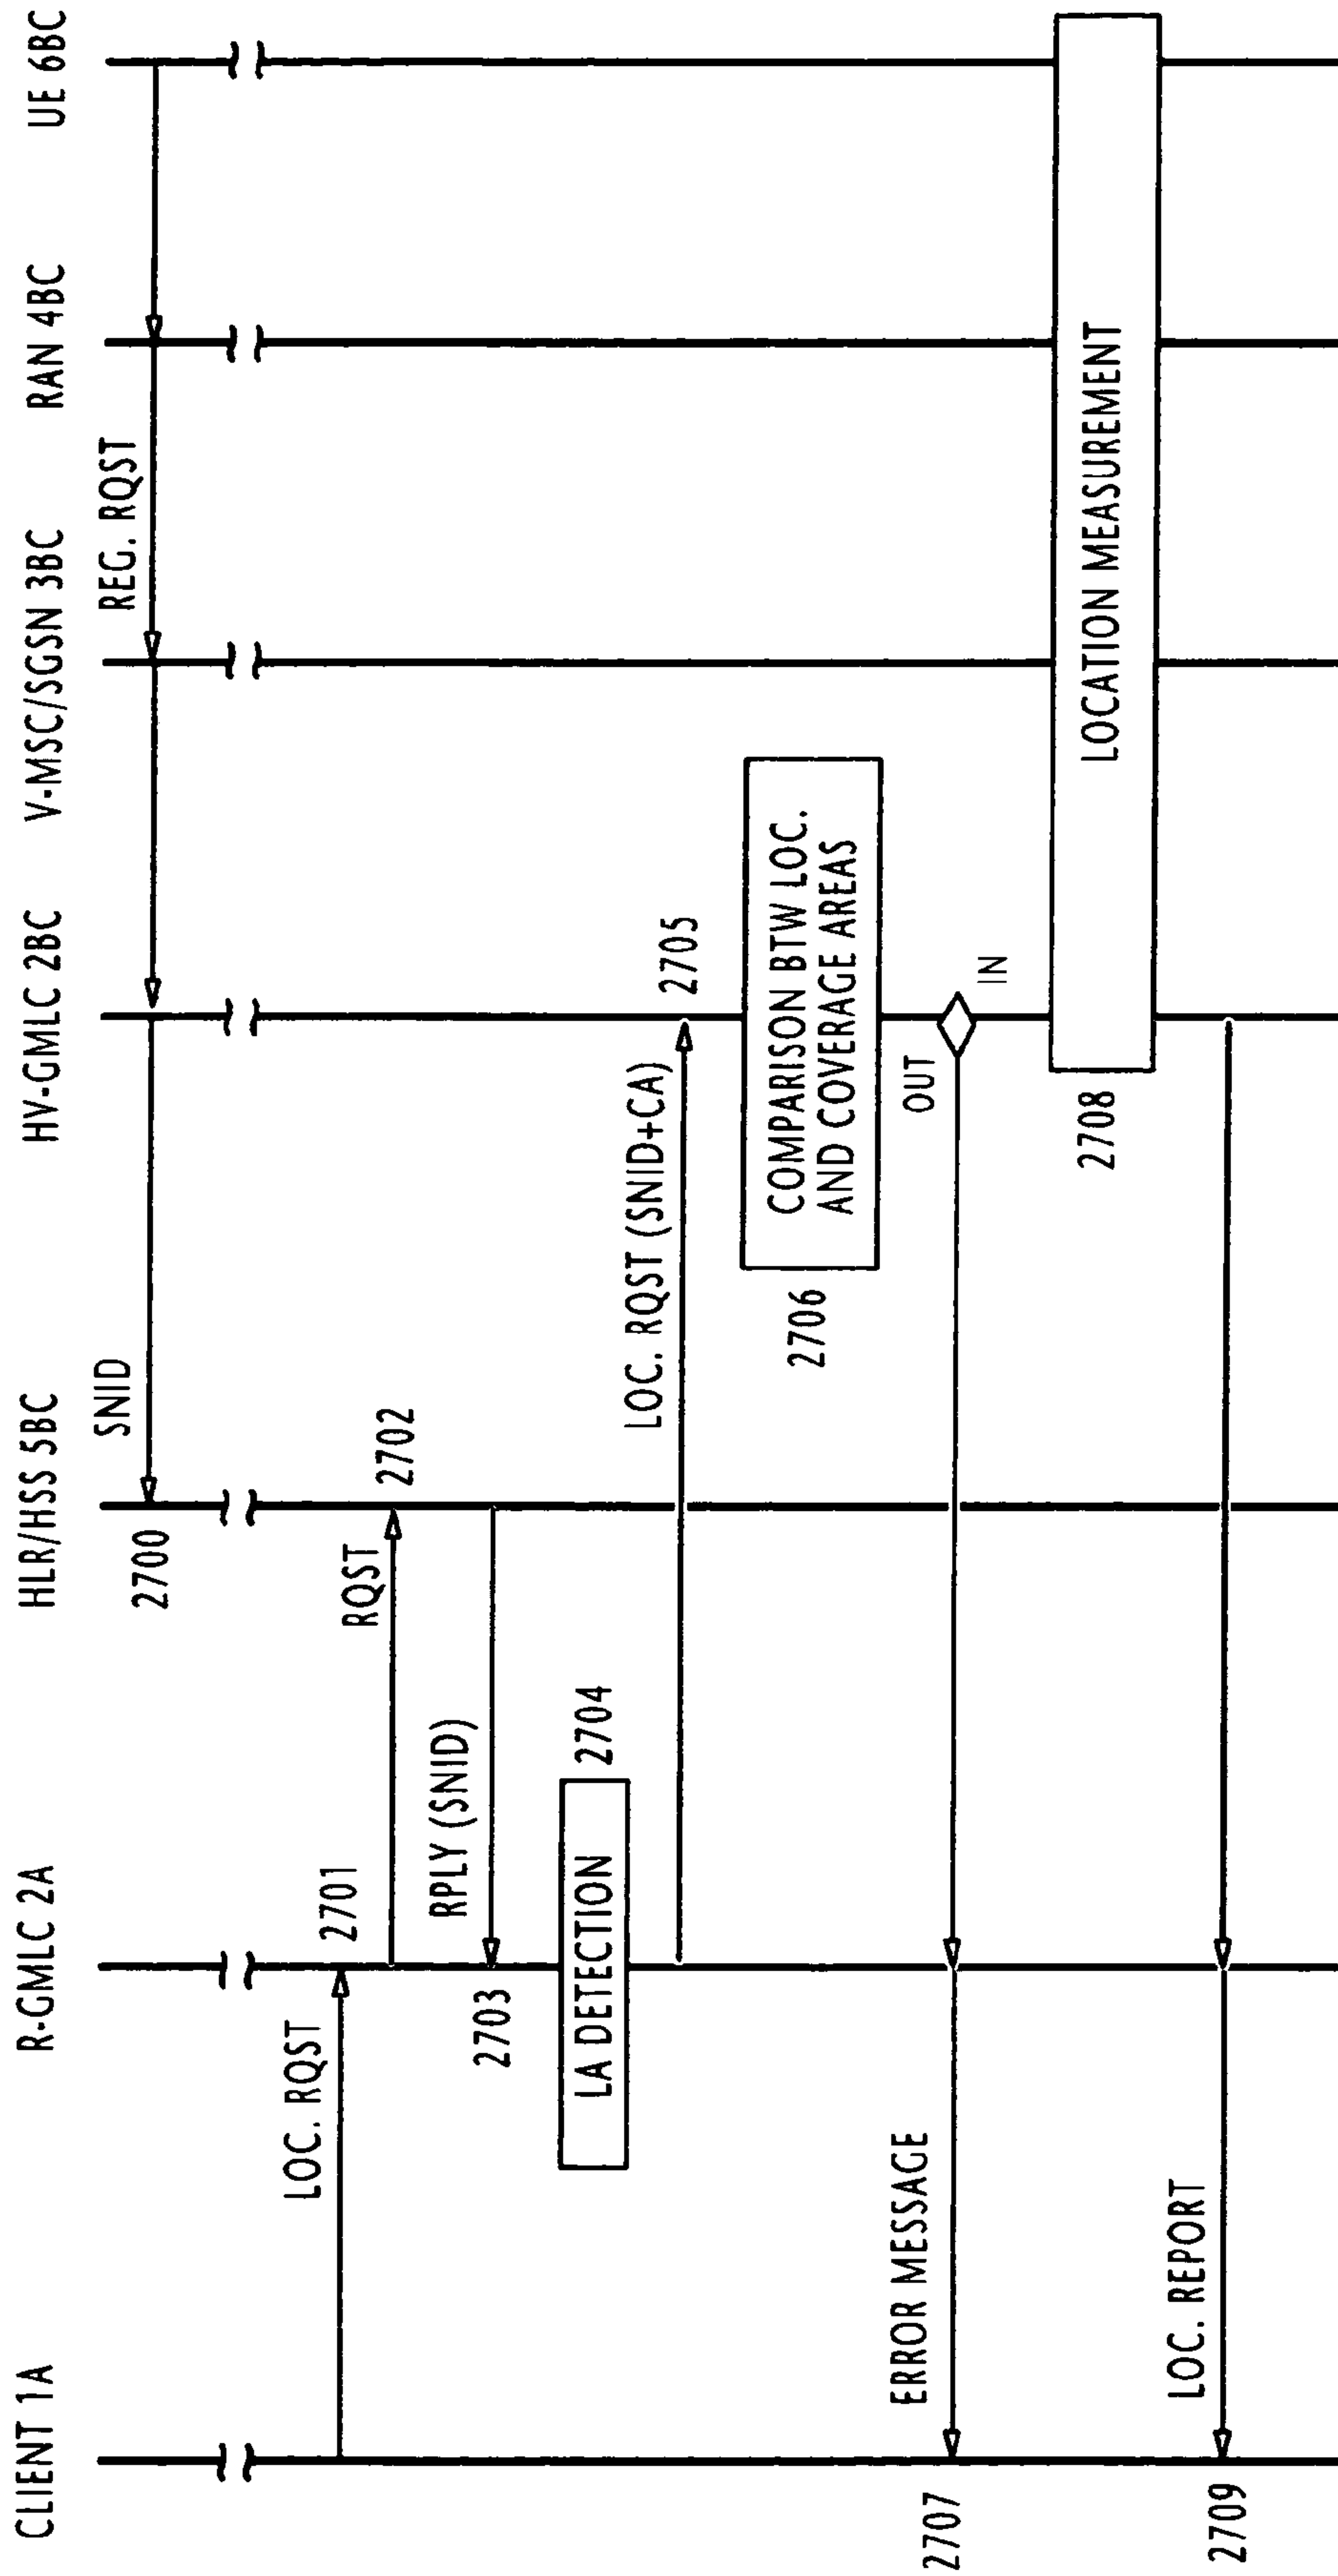 CLIENT 1A
R-GMLC 2A
HLR/HSS 5BC
HV-GMLC 2BC
V-MSC/SGSN 3BC
RAN 4BC
UE 6BC
2700
SNID
REG. RQST
LOC. RQST
2701
RQST
2702
2703
RPLY (SNID)
LA DETECTION
2704
LOC. RQST (SNID+CA)
2705
2706
COMPARISON BTW LOC.
AND COVERAGE AREAS
2707
ERROR MESSAGE
OUT
IN
2708
LOCATION MEASUREMENT
2709
LOC. REPORT